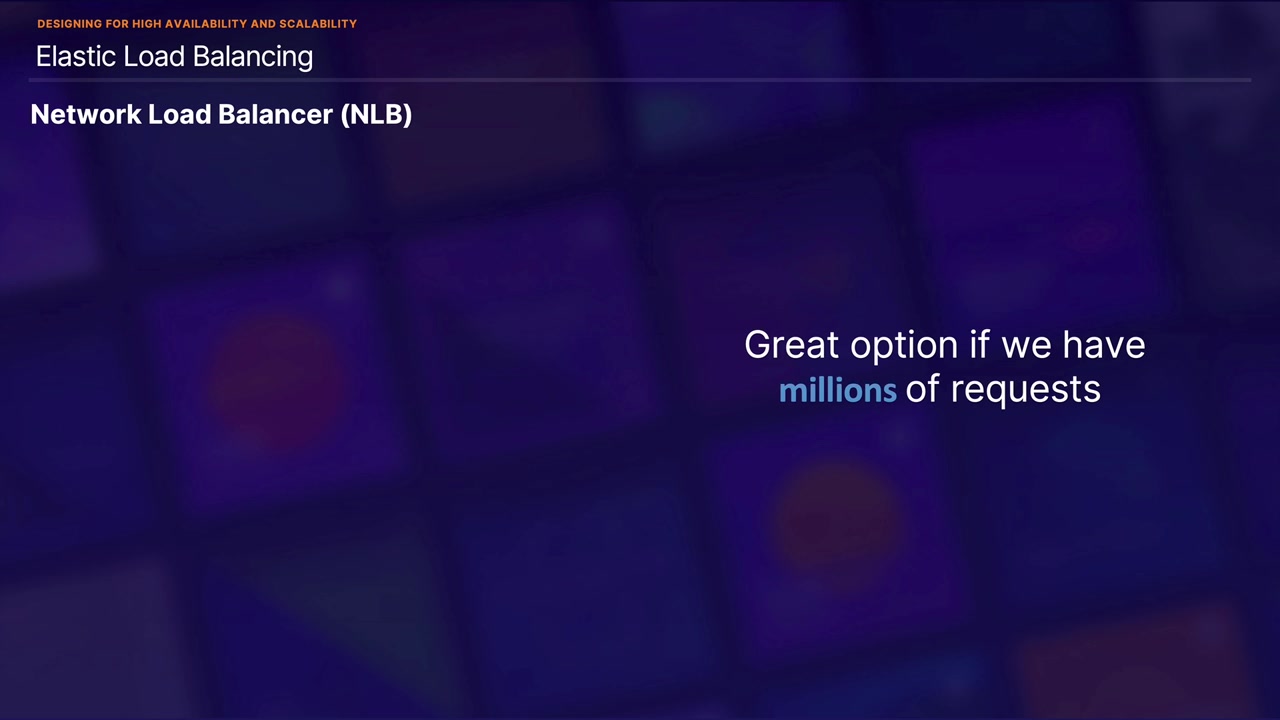 DESIGNING FOR HIGH AVAILABILITY AND SCALABILITY
Elastic Load Balancing
Network Load Balancer (NLB)
Great option if we have
millions of requests